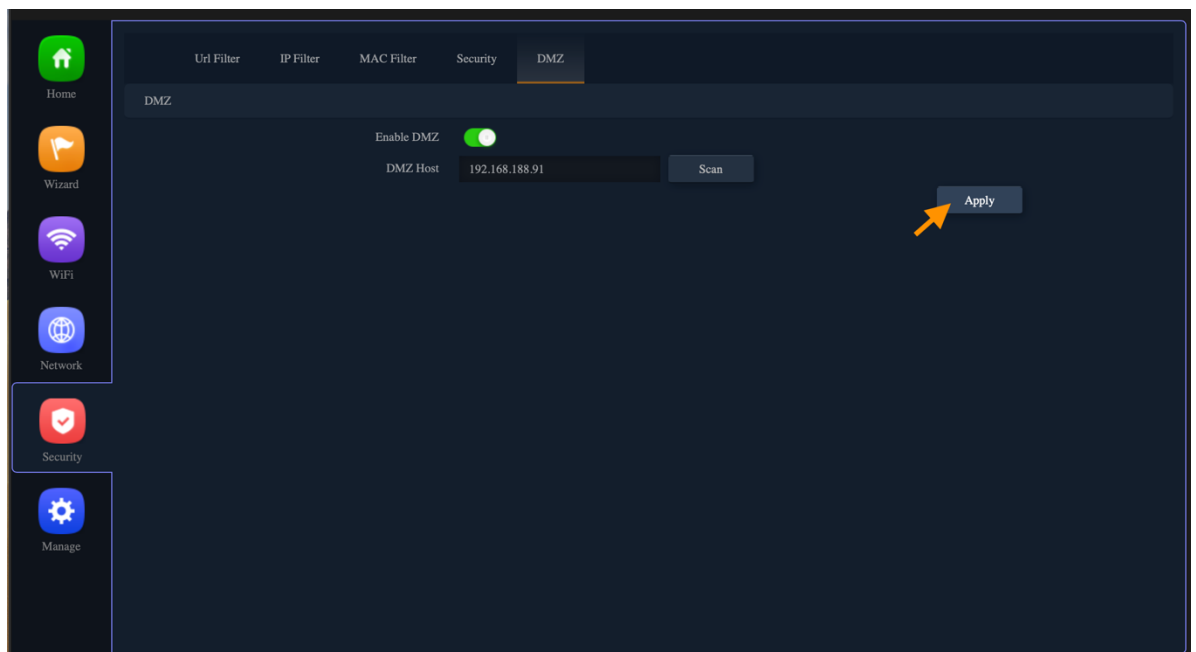 Home
Wizard
WiFi
Network
Security
Manage
Url Filter IP Filter MAC Filter Security DMZ
DMZ
Enable DMZ
DMZ Host 192.168.188.91 Scan
Apply